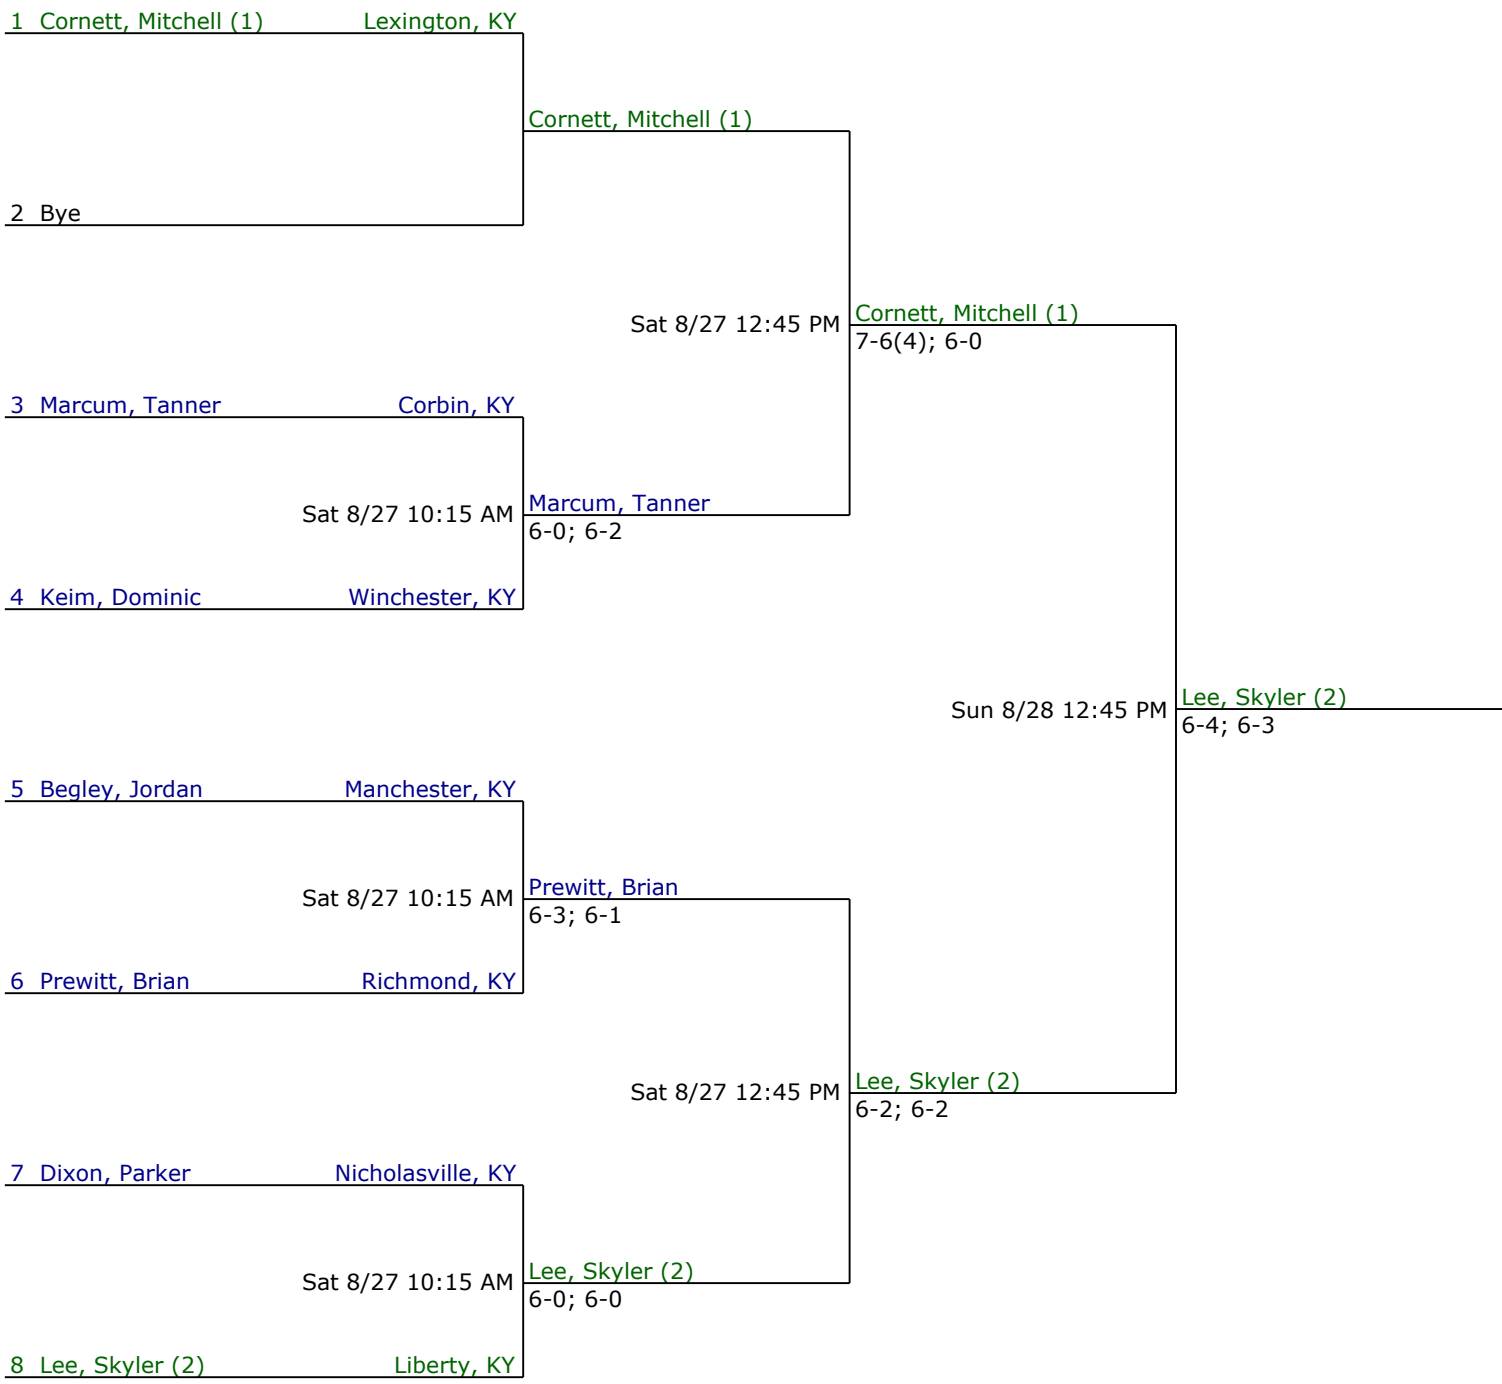 1 Cornett, Mitchell (1) Lexington, KY
Cornett, Mitchell (1)
2 Bye
Cornett, Mitchell (1)
Sat 8/27 12:45 PM
7-6(4); 6-0
3 Marcum, Tanner Corbin, KY
Marcum, Tanner
Sat 8/27 10:15 AM
6-0; 6-2
4 Keim, Dominic Winchester, KY
Lee, Skyler (2)
Sun 8/28 12:45 PM
6-4; 6-3
5 Begley, Jordan Manchester, KY
Prewitt, Brian
Sat 8/27 10:15 AM
6-3; 6-1
6 Prewitt, Brian Richmond, KY
Lee, Skyler (2)
Sat 8/27 12:45 PM
6-2; 6-2
7 Dixon, Parker Nicholasville, KY
Lee, Skyler (2)
Sat 8/27 10:15 AM
6-0; 6-0
8 Lee, Skyler (2) Liberty, KY